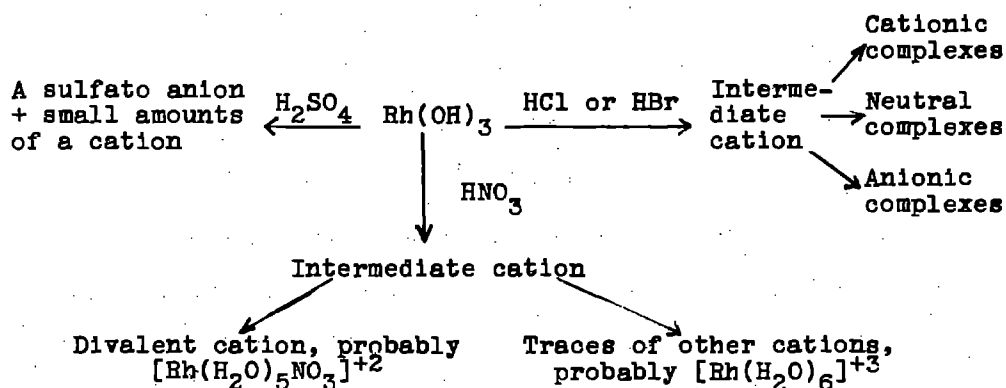 Cationic
complexes
A sulfato anion
+ small amounts
of a cation
H2SO4
Rh(OH)3
HCl or HBr
Interme-
diate
cation
Neutral
complexes
Anionic
complexes
HNO3
Intermediate cation
Divalent cation, probably
[Rh(H2O)5NO3]+2
Traces of other cations,
probably [Rh(H2O)6]+3